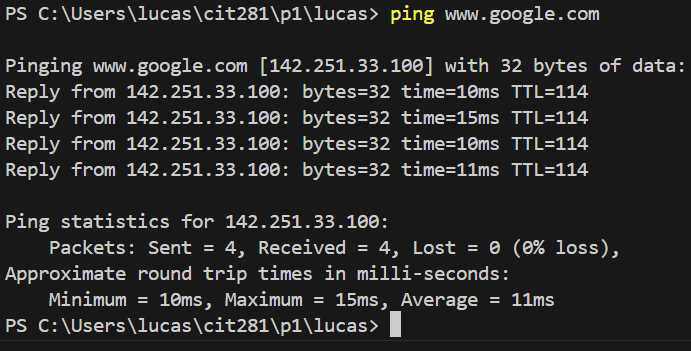 PS C:\Users\lucas\cit281\p1\lucas> ping www.google.com
Pinging www.google.com [142.251.33.100] with 32 bytes of data:
Reply from 142.251.33.100: bytes=32 time=10ms TTL=114
Reply from 142.251.33.100: bytes=32 time=15ms TTL=114
Reply from 142.251.33.100: bytes=32 time=10ms TTL=114
Reply from 142.251.33.100: bytes=32 time=11ms TTL=114
Ping statistics for 142.251.33.100:
    Packets: Sent = 4, Received = 4, Lost = 0 (0% loss),
Approximate round trip times in milli-seconds:
    Minimum = 10ms, Maximum = 15ms, Average = 11ms
PS C:\Users\lucas\cit281\p1\lucas>